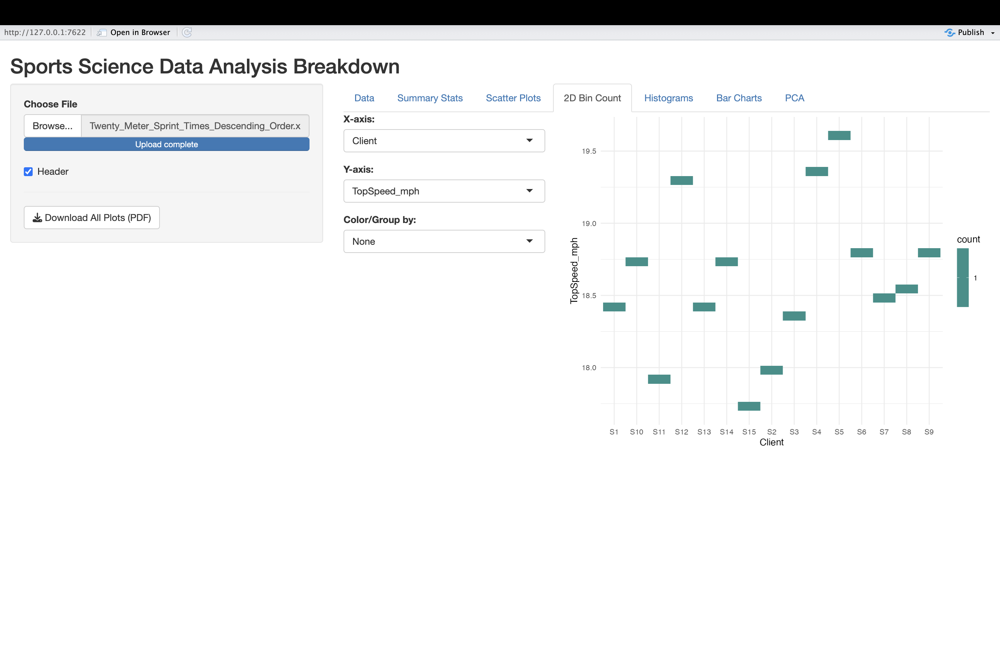 http://127.0.0.1:7622 Open in Browser Publish
Sports Science Data Analysis Breakdown
Choose File
Browse... Twenty_Meter_Sprint_Times_Descending_Order.x
Upload complete
Header
Download All Plots (PDF)
Data Summary Stats Scatter Plots 2D Bin Count Histograms Bar Charts PCA
X-axis:
Client
Y-axis:
TopSpeed_mph
Color/Group by:
None
TopSpeed_mph
19.5
19.0
18.5
18.0
S1 S10 S11 S12 S13 S14 S15 S2 S3 S4 S5 S6 S7 S8 S9
Client
count
1